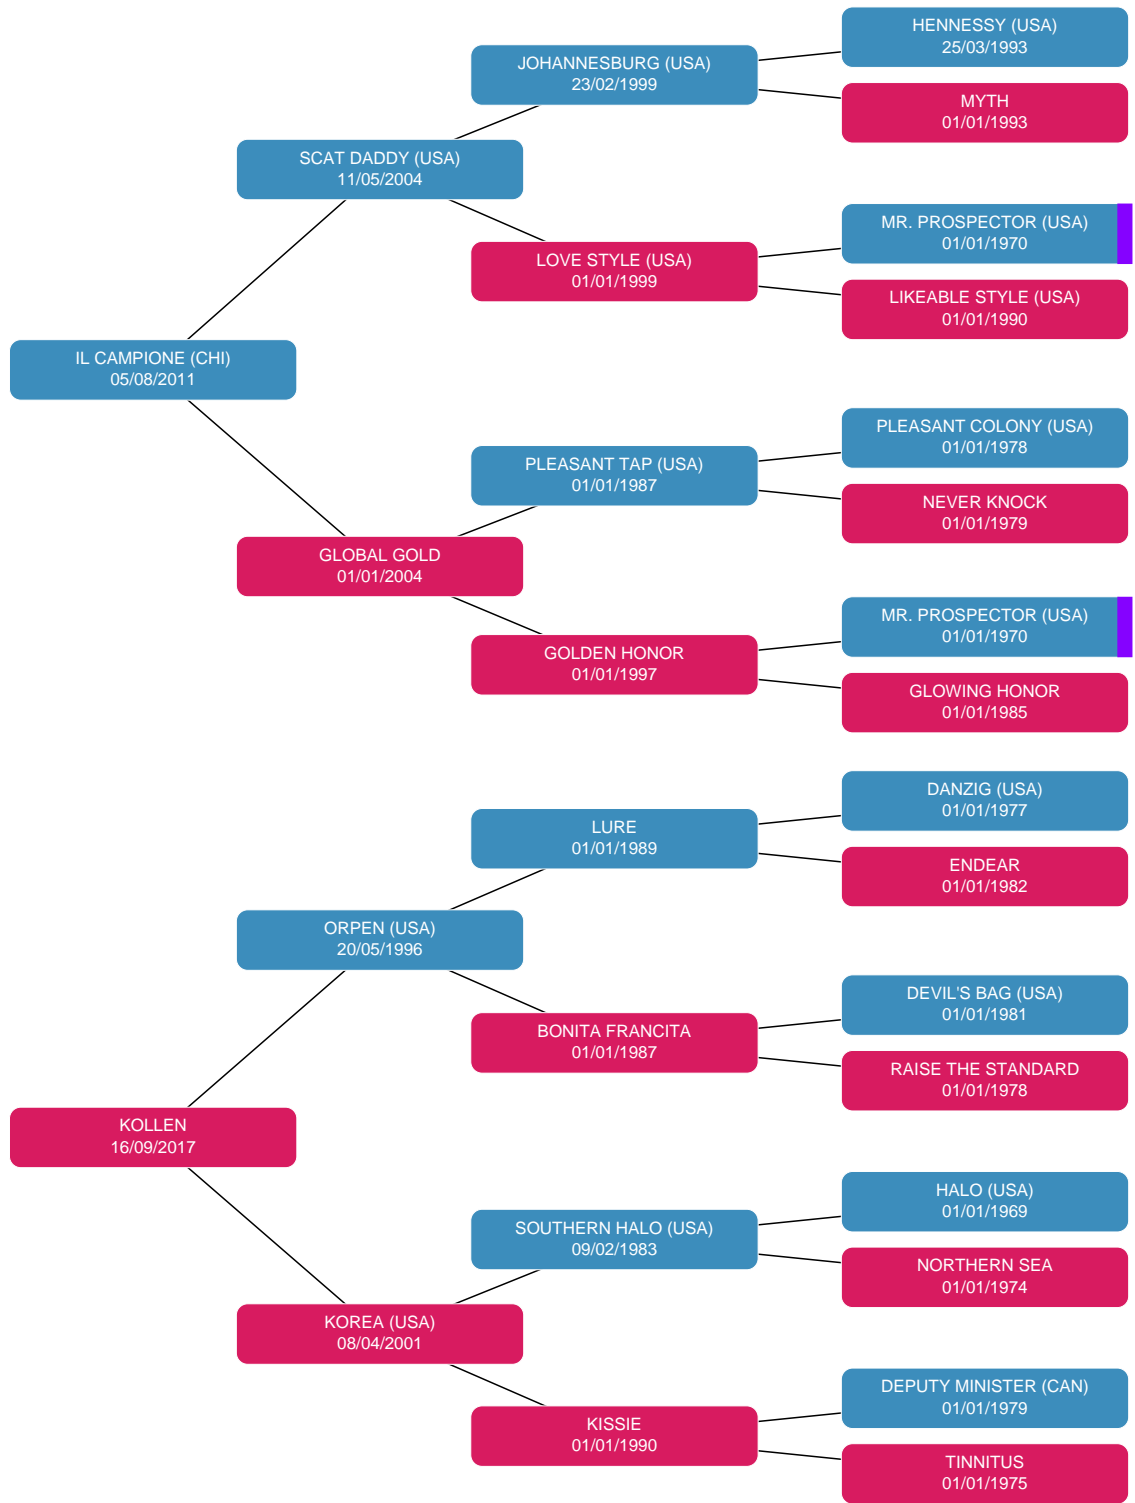 HENNESSY (USA)
25/03/1993
JOHANNESBURG (USA)
23/02/1999
MYTH
01/01/1993
SCAT DADDY (USA)
11/05/2004
MR. PROSPECTOR (USA)
01/01/1970
LOVE STYLE (USA)
01/01/1999
LIKEABLE STYLE (USA)
01/01/1990
IL CAMPIONE (CHI)
05/08/2011
PLEASANT COLONY (USA)
01/01/1978
PLEASANT TAP (USA)
01/01/1987
NEVER KNOCK
01/01/1979
GLOBAL GOLD
01/01/2004
MR. PROSPECTOR (USA)
01/01/1970
GOLDEN HONOR
01/01/1997
GLOWING HONOR
01/01/1985
DANZIG (USA)
01/01/1977
LURE
01/01/1989
ENDEAR
01/01/1982
ORPEN (USA)
20/05/1996
DEVIL'S BAG (USA)
01/01/1981
BONITA FRANCITA
01/01/1987
RAISE THE STANDARD
01/01/1978
KOLLEN
16/09/2017
HALO (USA)
01/01/1969
SOUTHERN HALO (USA)
09/02/1983
NORTHERN SEA
01/01/1974
KOREA (USA)
08/04/2001
DEPUTY MINISTER (CAN)
01/01/1979
KISSIE
01/01/1990
TINNITUS
01/01/1975